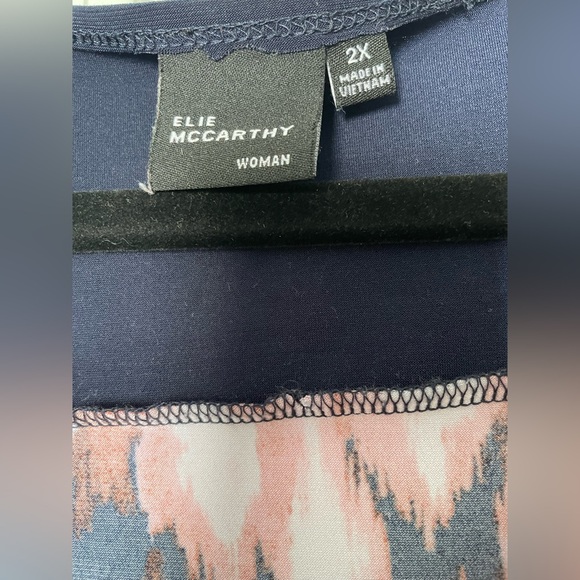 ELIE
MCCARTHY
WOMAN
2X
MADE IN
VIETNAM